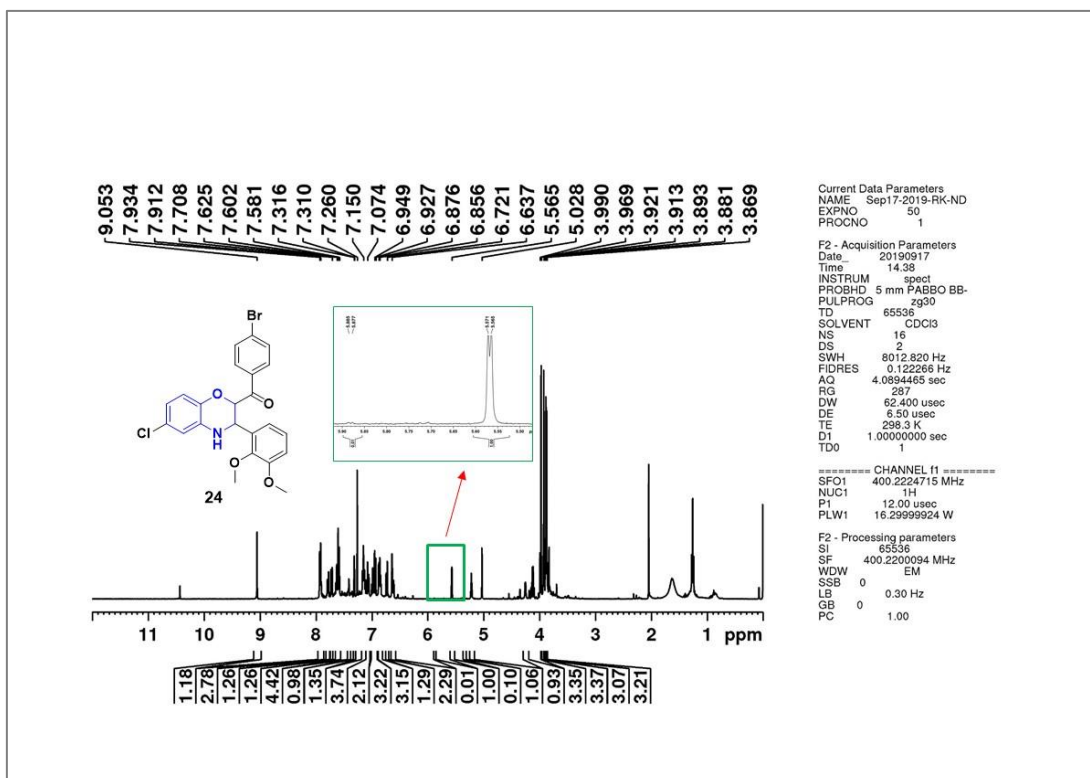 9.053
7.934
7.912
7.708
7.625
7.602
7.581
7.316
7.310
7.260
7.150
7.074
6.949
6.927
6.876
6.856
6.721
6.637
5.565
5.028
3.990
3.969
3.921
3.913
3.893
3.881
3.869
Current Data Parameters
NAME Sep17-2019-RK-ND
EXPNO 50
PROCNO 1
F2 - Acquisition Parameters
Date_ 20190917
Time 14.38
INSTRUM spect
PROBHD 5 mm PABBO BB-
PULPROG zg30
TD 65536
SOLVENT CDCl3
NS 16
DS 2
SWH 8012.820 Hz
FIDRES 0.122266 Hz
AQ 4.0894465 sec
RG 287
DW 62.400 usec
DE 6.50 usec
TE 298.3 K
D1 1.00000000 sec
TD0 1
======== CHANNEL f1 ========
SFO1 400.2224715 MHz
NUC1 1H
P1 12.00 usec
PLW1 16.29999924 W
F2 - Processing parameters
SI 65536
SF 400.2200094 MHz
WDW EM
SSB 0
LB 0.30 Hz
GB 0
PC 1.00
Br
O
O
Cl
N
H
O
O
24
5.571
5.565
11 10 9 8 7 6 5 4 3 2 1 ppm
1.18
2.78
1.26
1.26
4.42
0.98
1.35
3.74
2.12
3.22
3.15
1.29
2.29
0.01
1.00
0.10
1.06
0.93
3.35
3.37
3.07
3.21